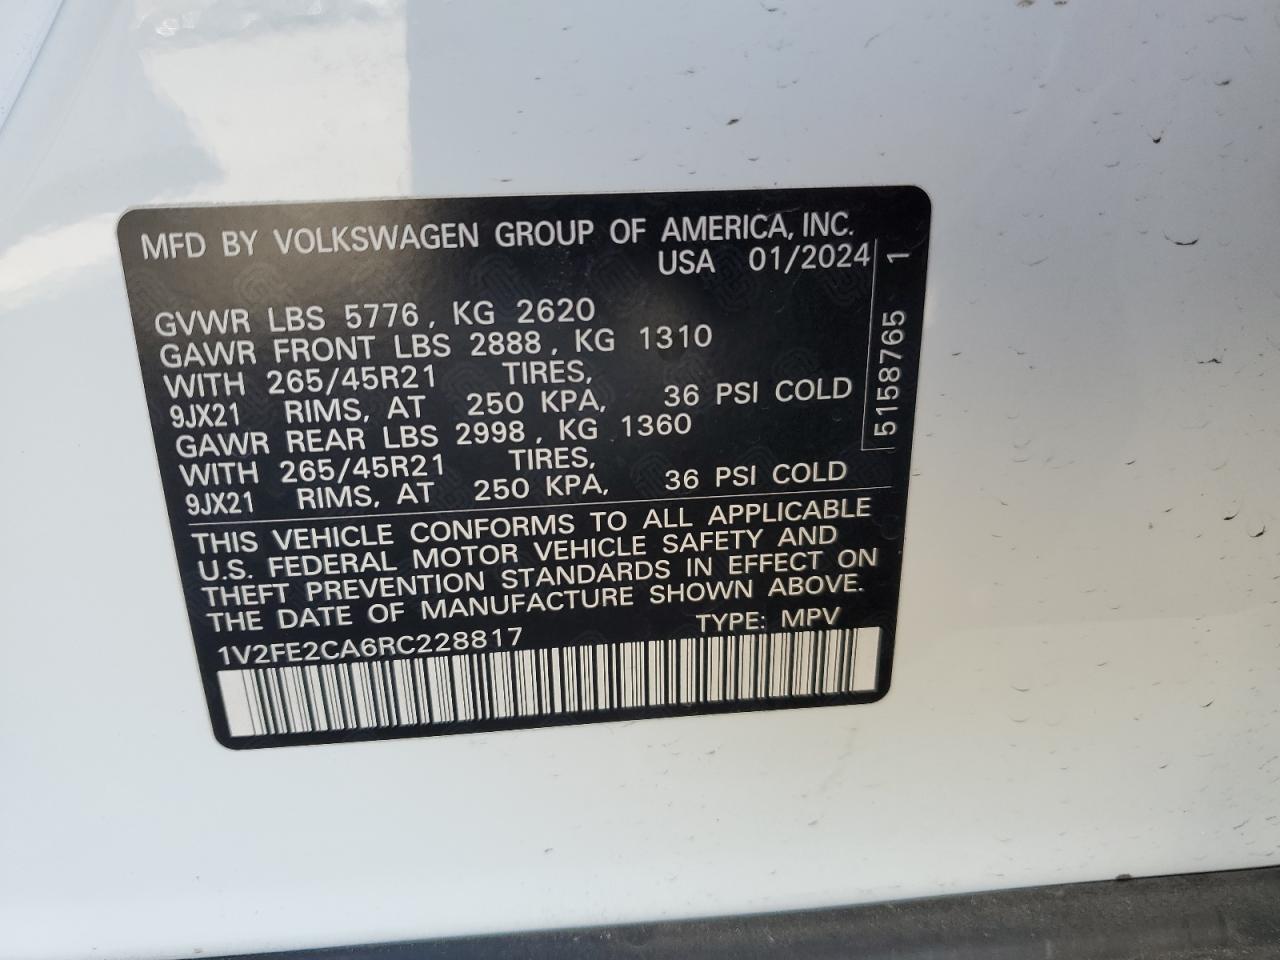 MFD BY VOLKSWAGEN GROUP OF AMERICA, INC.
USA 01/2024
GVWR LBS 5776, KG 2620
GAWR FRONT LBS 2888, KG 1310
WITH 265/45R21 TIRES,
9JX21 RIMS, AT 250 KPA, 36 PSI COLD
GAWR REAR LBS 2998, KG 1360
WITH 265/45R21 TIRES,
9JX21 RIMS, AT 250 KPA, 36 PSI COLD
5158765 1
THIS VEHICLE CONFORMS TO ALL APPLICABLE
U.S. FEDERAL MOTOR VEHICLE SAFETY AND
THEFT PREVENTION STANDARDS IN EFFECT ON
THE DATE OF MANUFACTURE SHOWN ABOVE.
1V2FE2CA6RC228817 TYPE: MPV